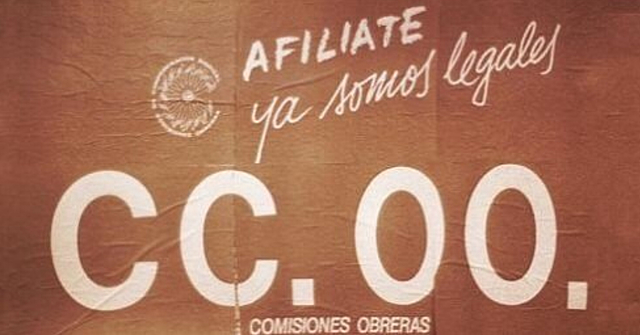 AFILIATE
ya somos legales
CC.OO.
COMISIONES OBRERAS